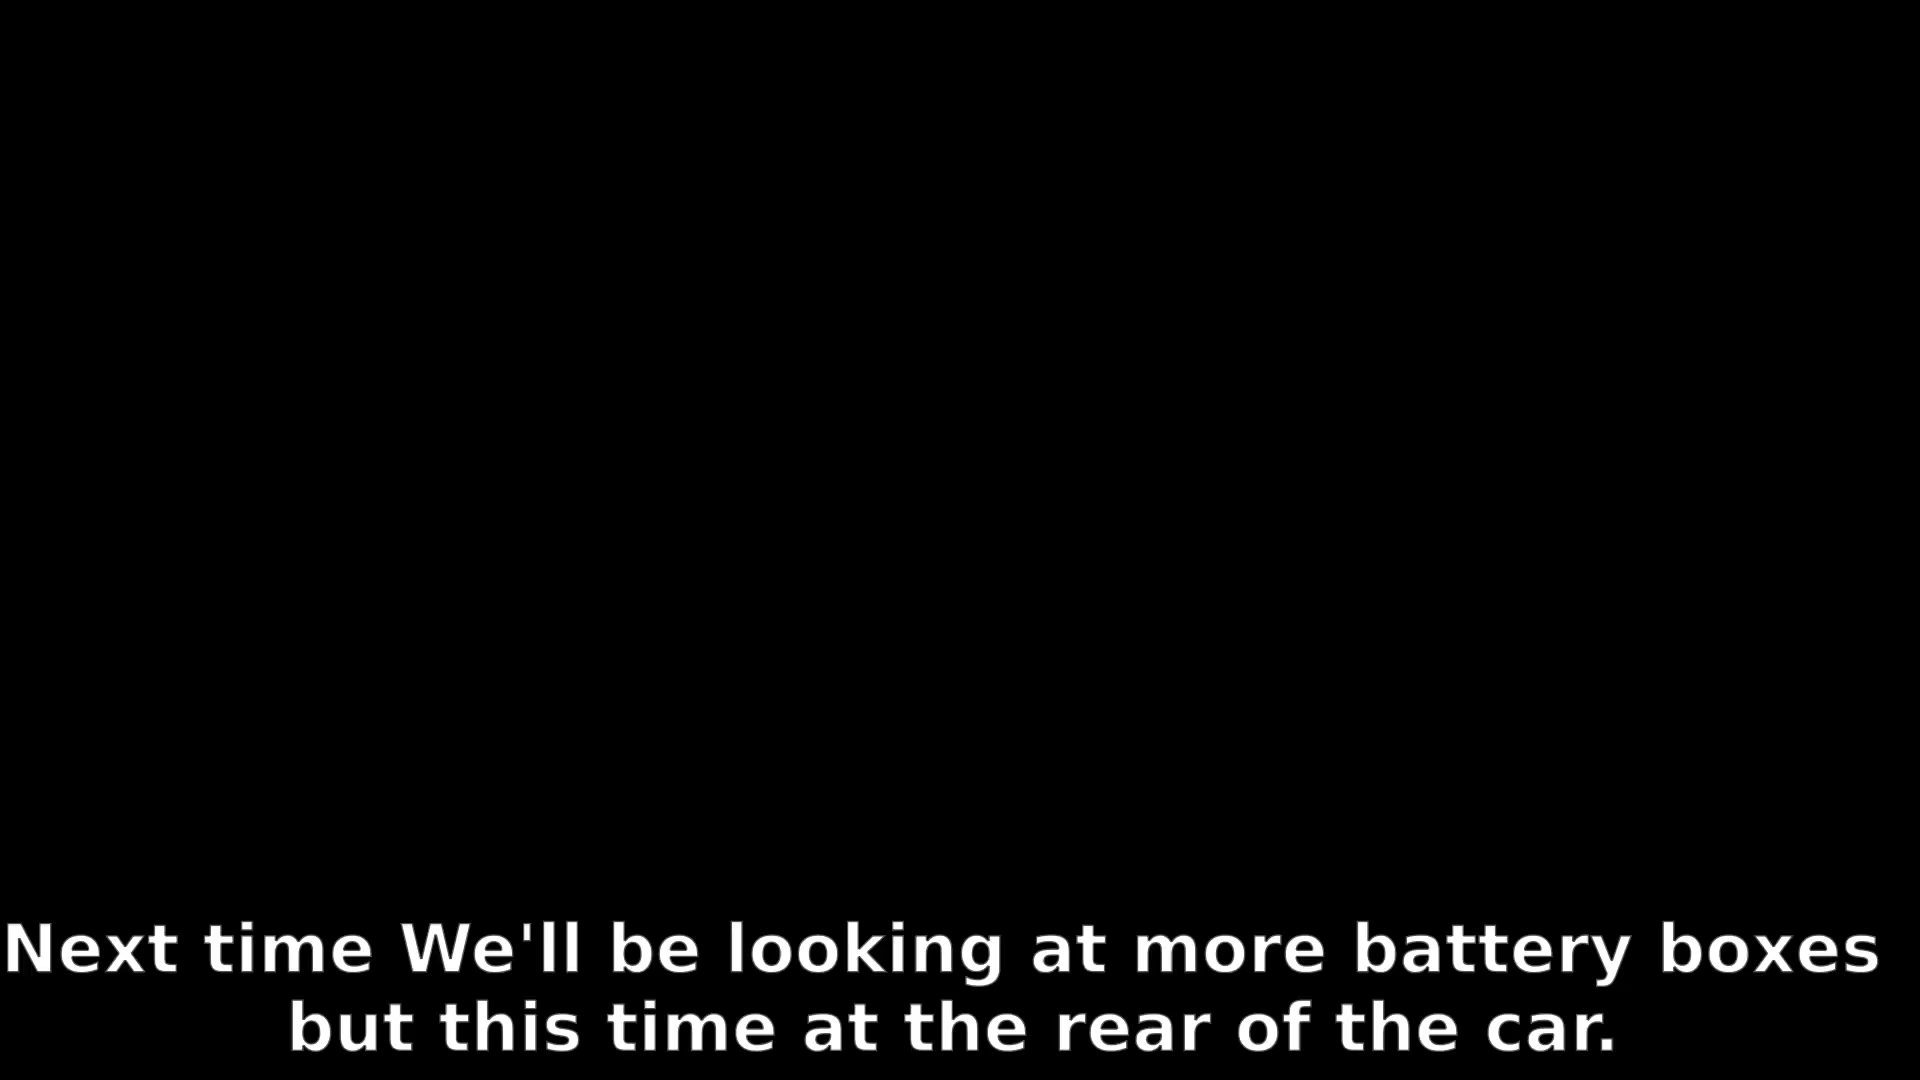 Next time We'll be looking at more battery boxes
but this time at the rear of the car.